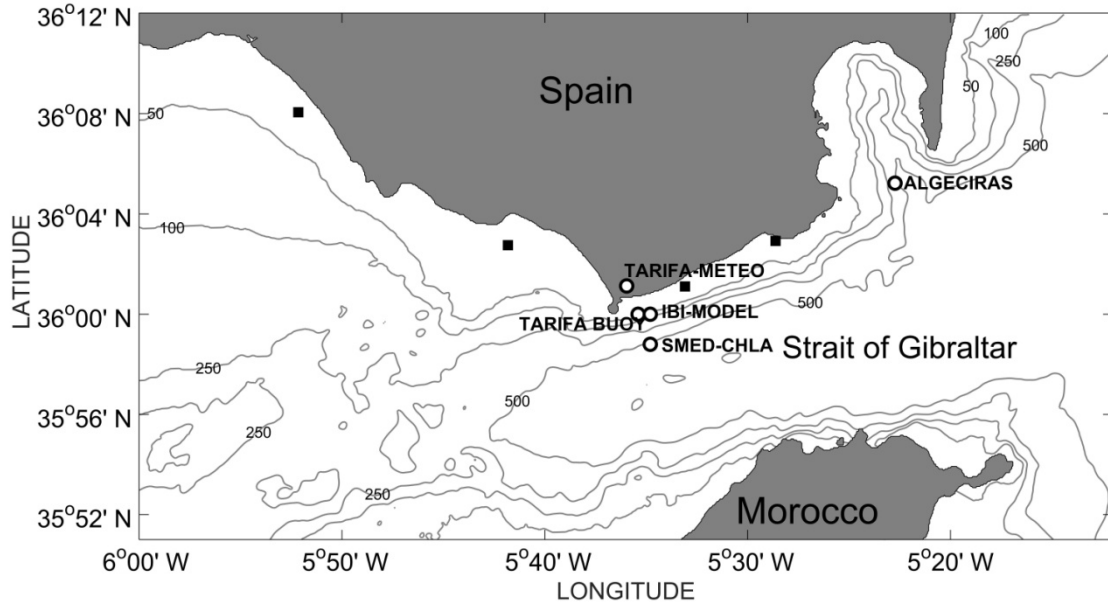 36° 12' N
100
250
Spain
50
36° 08' N
50
500
ALGECIRAS
36° 04' N
100
TARIFA-METEO
500
36° 00' N
IBI-MODEL
TARIFA BUOY
SMED-CHLA
Strait of Gibraltar
250
500
35° 56' N
250
250
35° 52' N
Morocco
6° 00' W
5° 50' W
5° 40' W
5° 30' W
5° 20' W
LONGITUDE
LATITUDE